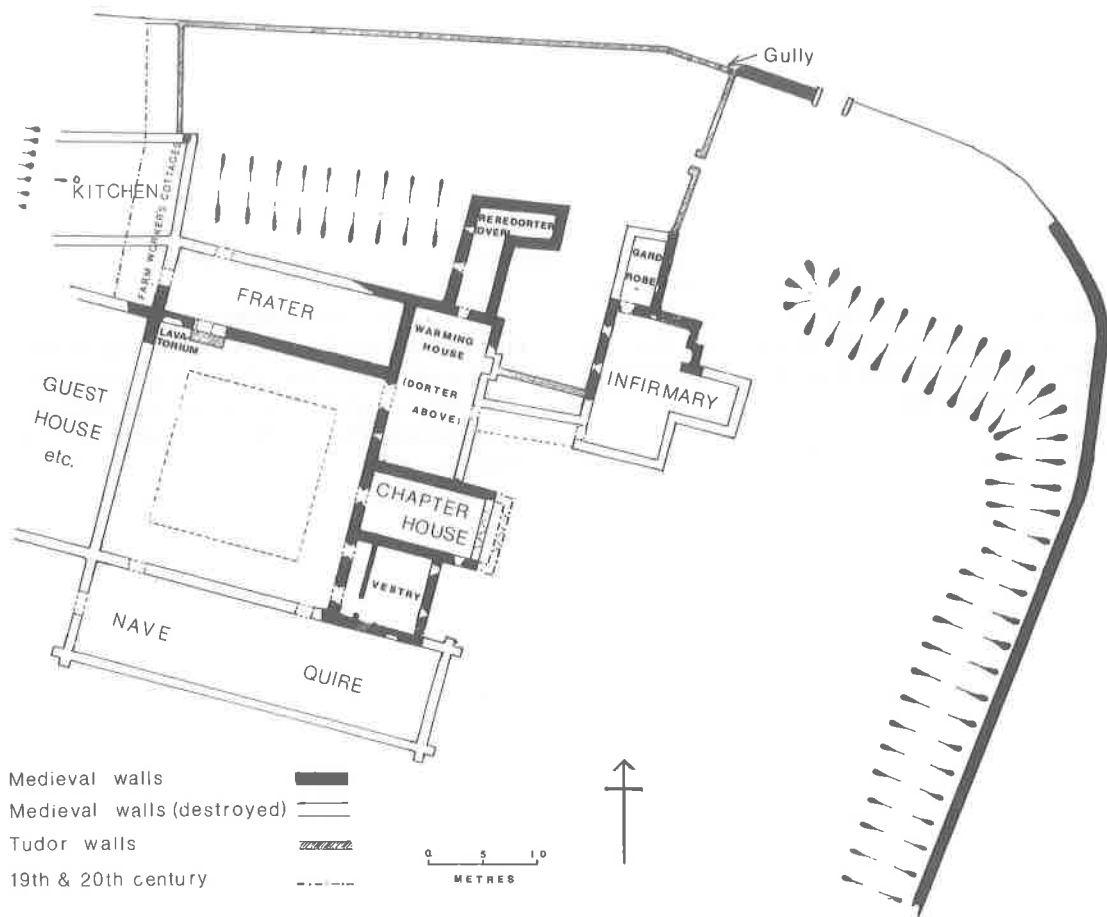 Gully
KITCHEN
FARM WORKERS COTTAGES
REREDORTER
OVER
GARD
ROBE
FRATER
LAVA-
TORIUM
WARMING
HOUSE
(DORTER
ABOVE)
INFIRMARY
GUEST
HOUSE
etc.
CHAPTER
HOUSE
VESTRY
NAVE
QUIRE
Medieval walls
Medieval walls (destroyed)
Tudor walls
19th & 20th century
0 5 10
METRES